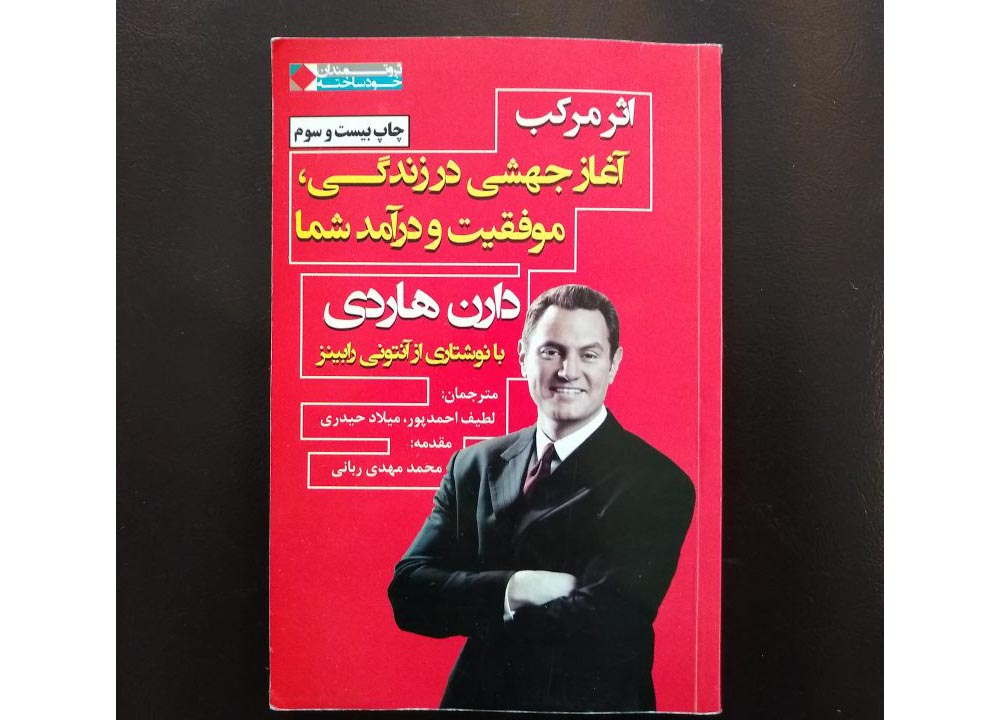 ثروتمندان
خودساخته
اثر مرکب
چاپ بیست و سوم
آغاز جهشی در زندگی،
موفقیت و درآمد شما
دارن هاردی
با نوشتاری از آنتونی رابینز
مترجمان:
لطیف احمدپور، میلاد حیدری
مقدمه:
محمد مهدی ربانی